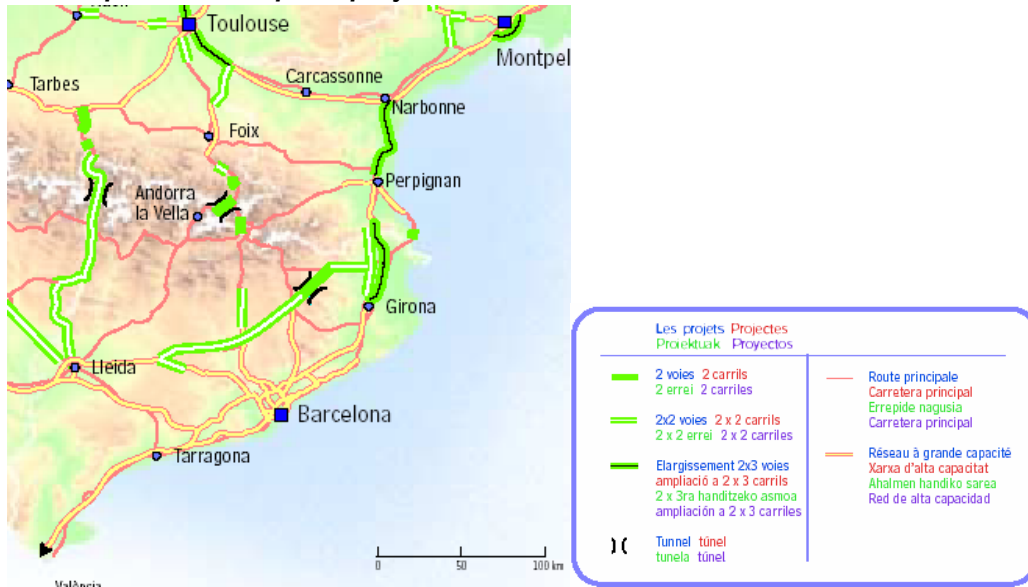 Toulouse
Montpel
Carcassonne
Tarbes
Narbonne
Foix
Perpignan
Andorra
la Vella
Girona
Lleida
Barcelona
Tarragona
0 50 100 km
València
Les projets Projectes
Proiektuak Proyectos
2 voies 2 carrils
2 errei 2 carriles
2x2 voies 2 x 2 carrils
2 x 2 errei 2 x 2 carriles
Elargissement 2x3 voies
ampliació a 2 x 3 carrils
2 x 3ra handitzeko asmoa
ampliación a 2 x 3 carriles
Tunnel túnel
tunela túnel
Route principale
Carretera principal
Errepide nagusia
Carretera principal
Réseau à grande capacité
Xarxa d'alta capacitat
Ahalmen handiko sarea
Red de alta capacidad